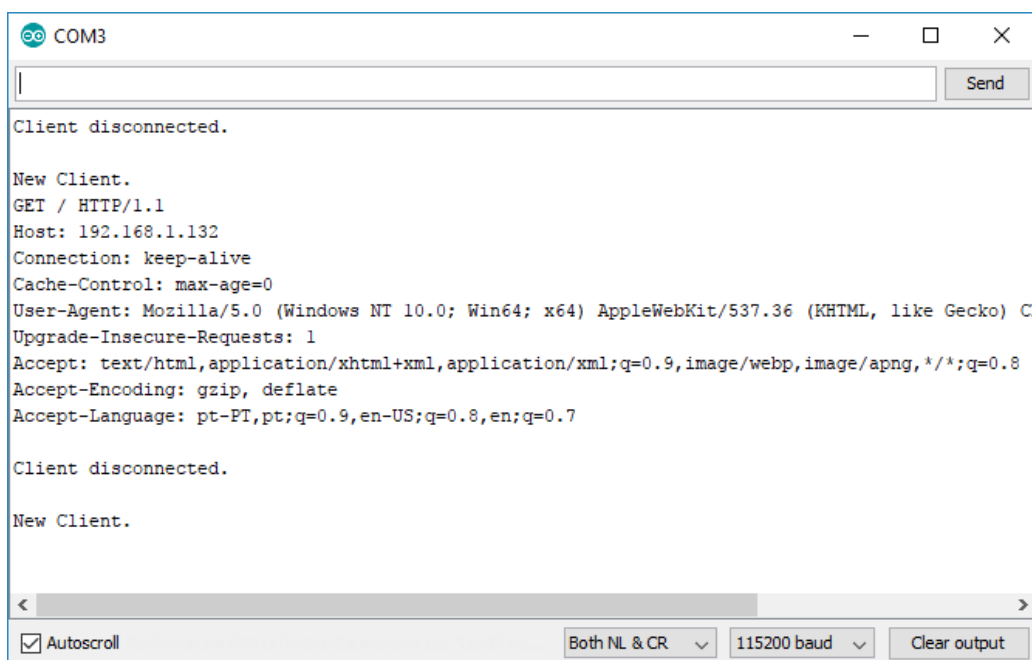 COM3
Send
Client disconnected.
New Client.
GET / HTTP/1.1
Host: 192.168.1.132
Connection: keep-alive
Cache-Control: max-age=0
User-Agent: Mozilla/5.0 (Windows NT 10.0; Win64; x64) AppleWebKit/537.36 (KHTML, like Gecko) C
Upgrade-Insecure-Requests: 1
Accept: text/html,application/xhtml+xml,application/xml;q=0.9,image/webp,image/apng,*/*;q=0.8
Accept-Encoding: gzip, deflate
Accept-Language: pt-PT,pt;q=0.9,en-US;q=0.8,en;q=0.7
Client disconnected.
New Client.
Autoscroll Both NL & CR 115200 baud Clear output